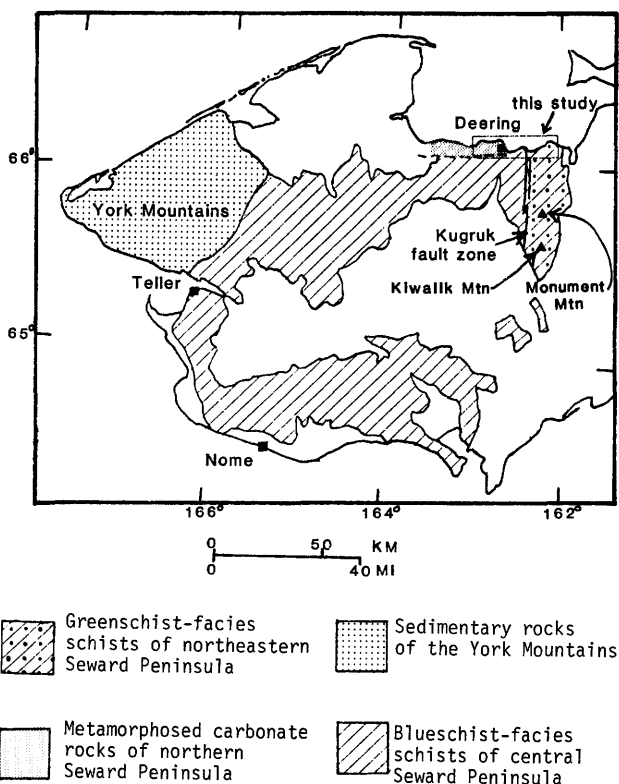 this study
Deering
66°
York Mountains
Kugruk
fault zone
Teller
Kiwalik Mtn
Monument
Mtn
65°
Nome
166°
164°
162°
0
50
KM
0
40 MI
Greenschist-facies
schists of northeastern
Seward Peninsula
Sedimentary rocks
of the York Mountains
Metamorphosed carbonate
rocks of northern
Seward Peninsula
Blueschist-facies
schists of central
Seward Peninsula